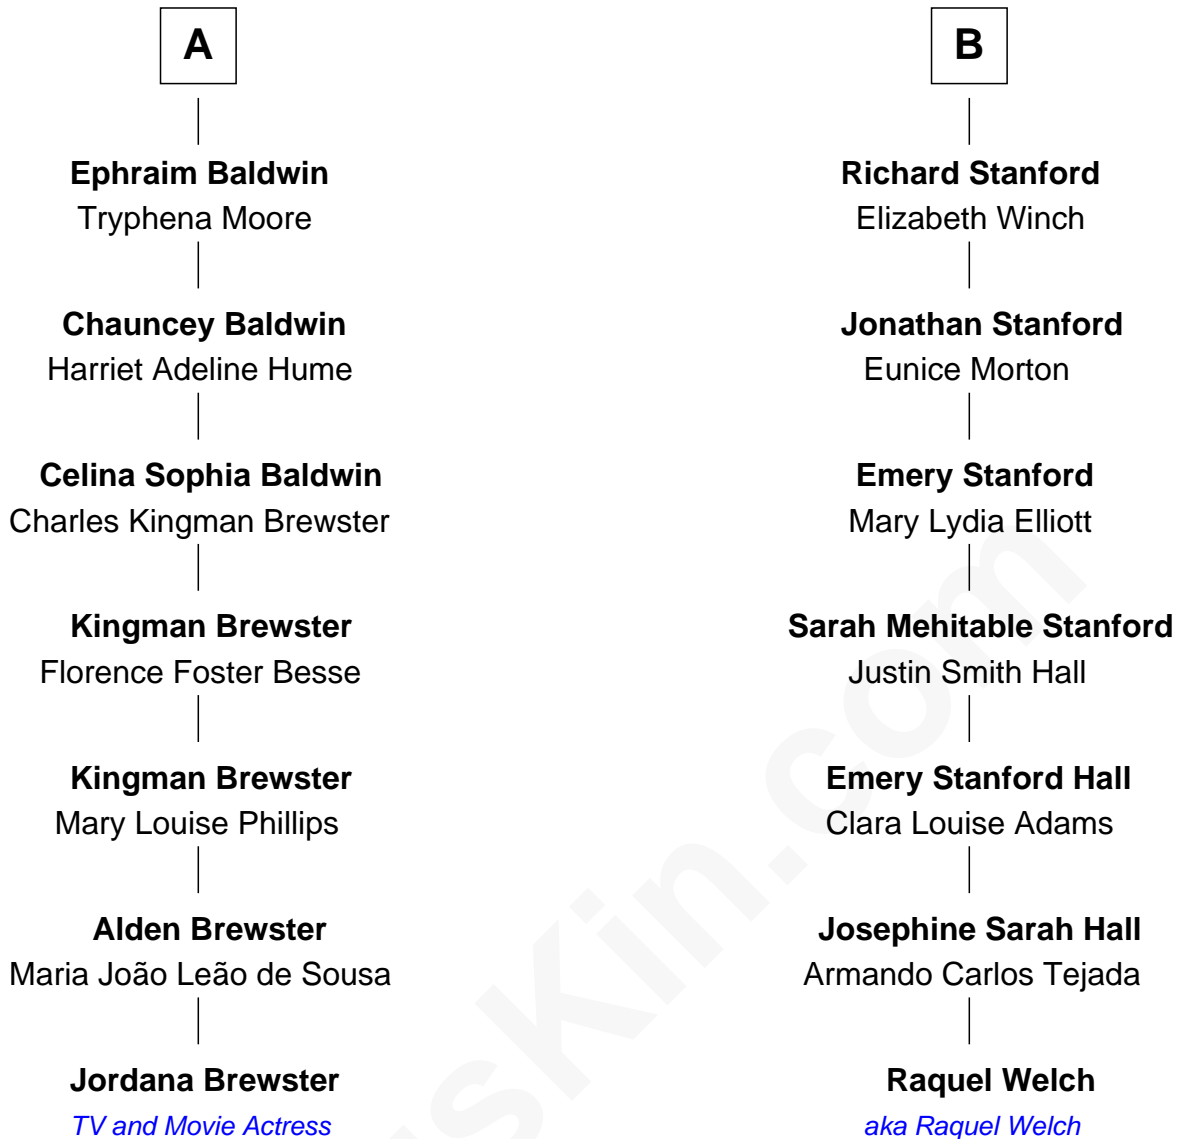 A
Ephraim Baldwin
Tryphena Moore
Chauncey Baldwin
Harriet Adeline Hume
Celina Sophia Baldwin
Charles Kingman Brewster
Kingman Brewster
Florence Foster Besse
Kingman Brewster
Mary Louise Phillips
Alden Brewster
Maria João Leão de Sousa
Jordana Brewster
TV and Movie Actress
B
Richard Stanford
Elizabeth Winch
Jonathan Stanford
Eunice Morton
Emery Stanford
Mary Lydia Elliott
Sarah Mehitable Stanford
Justin Smith Hall
Emery Stanford Hall
Clara Louise Adams
Josephine Sarah Hall
Armando Carlos Tejada
Raquel Welch
aka Raquel Welch